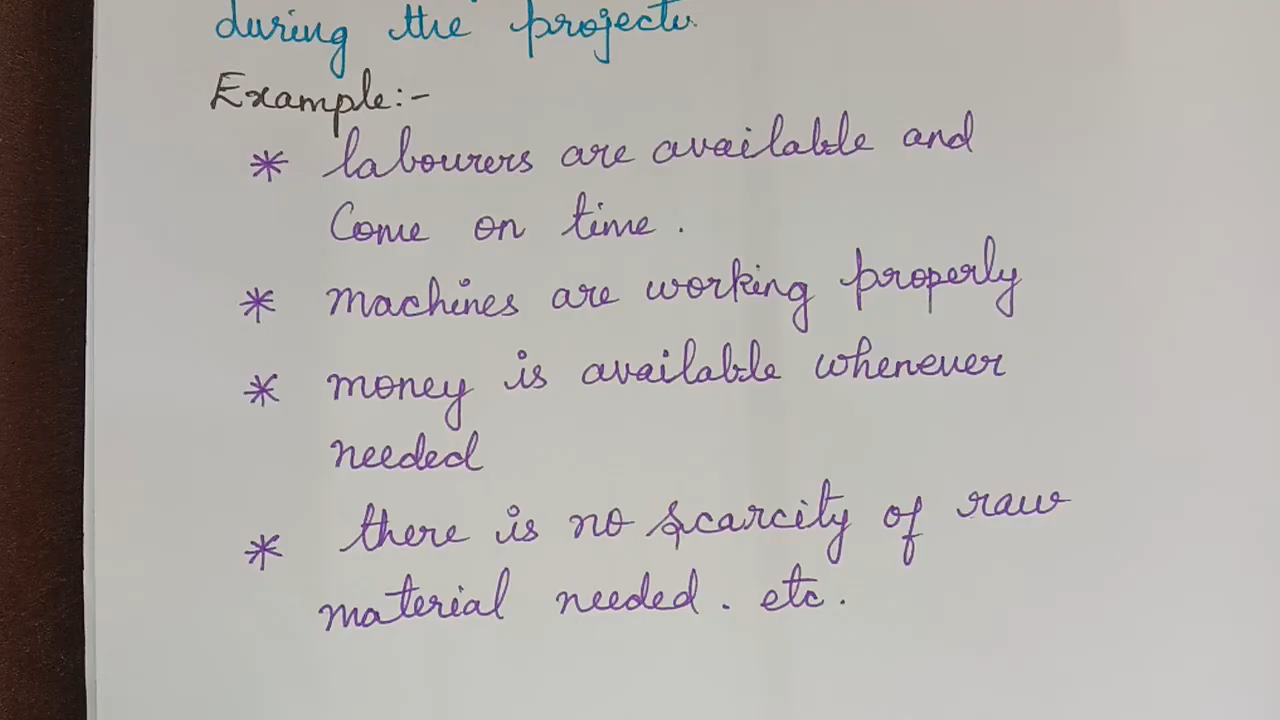 during the project.
Example:-
* labourers are available and
Come on time.
* machines are working properly
* money is available whenever
needed
* there is no scarcity of raw
material needed. etc.